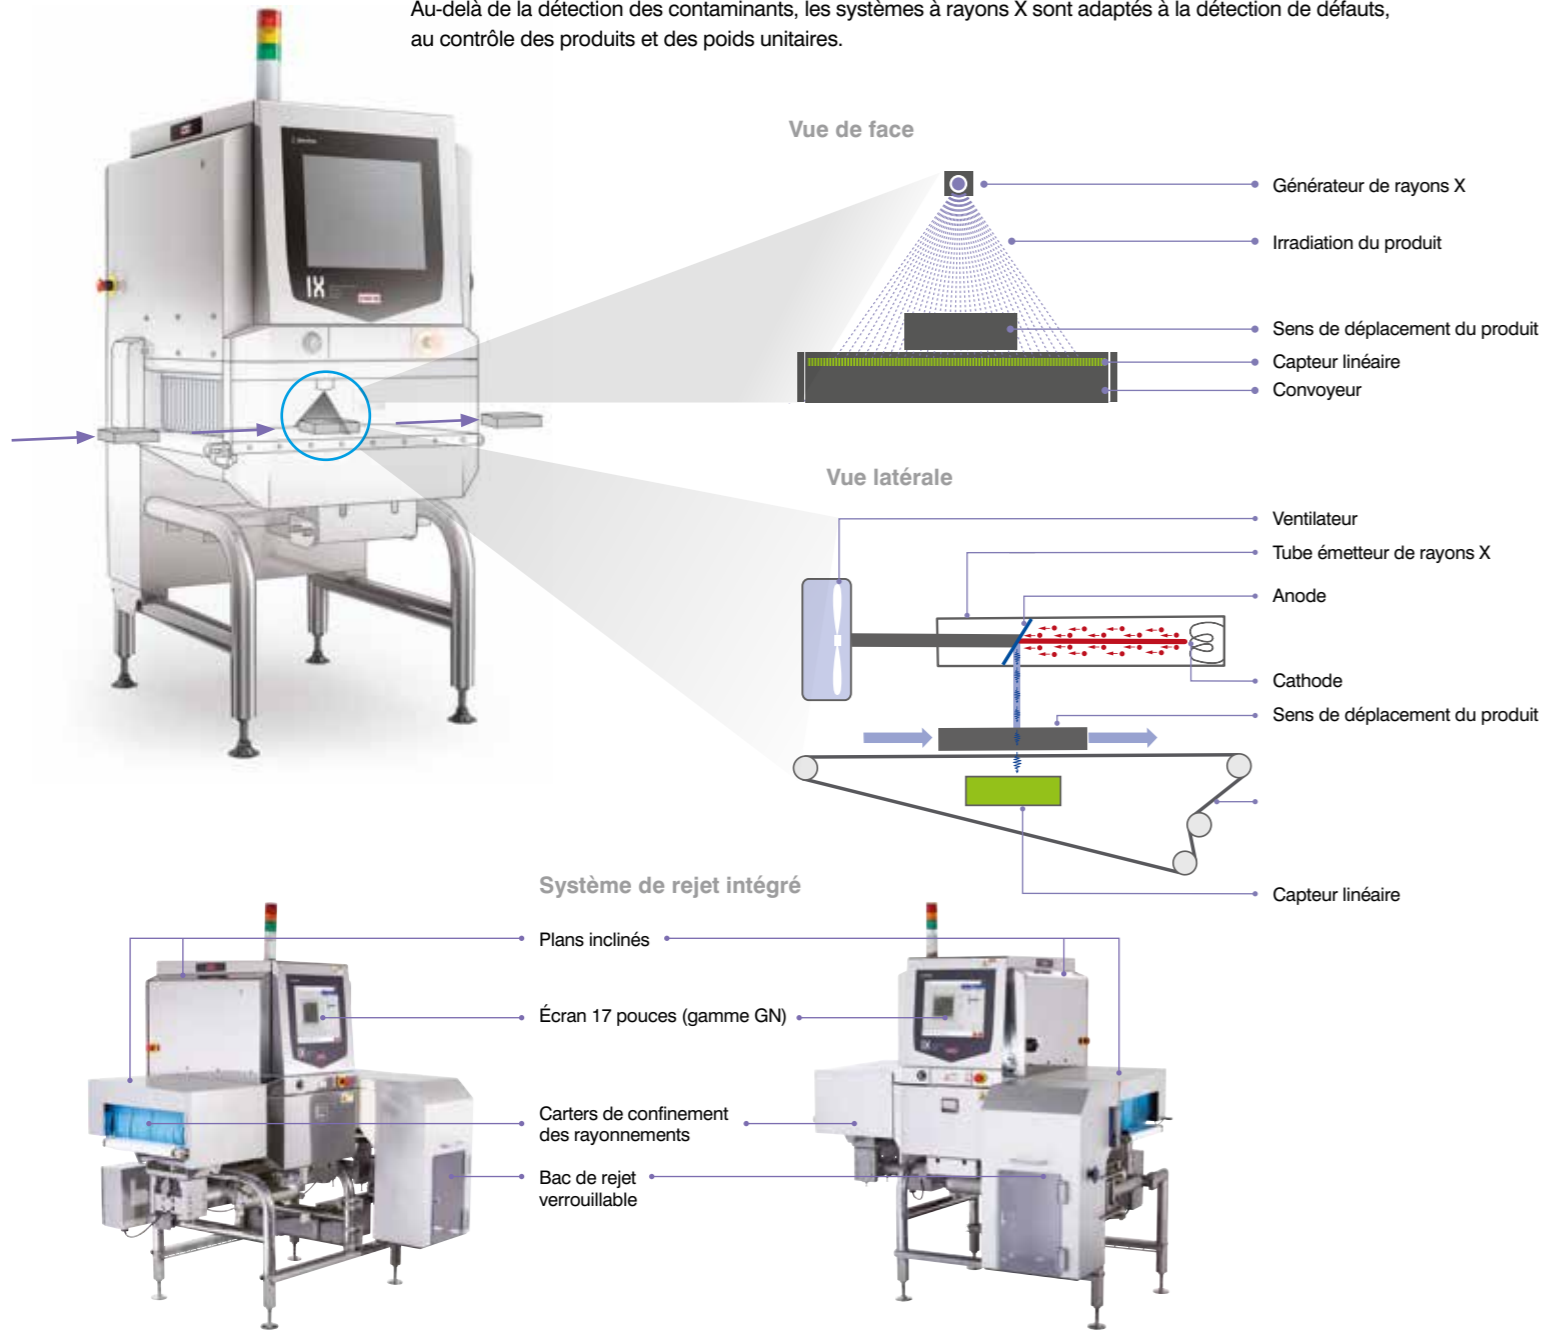 Au-delà de la détection des contaminants, les systèmes à rayons X sont adaptés à la détection de défauts,
au contrôle des produits et des poids unitaires.
Vue de face
Générateur de rayons X
Irradiation du produit
Sens de déplacement du produit
Capteur linéaire
Convoyeur
IX
Vue latérale
Ventilateur
Tube émetteur de rayons X
Anode
Cathode
Sens de déplacement du produit
Capteur linéaire
Système de rejet intégré
Plans inclinés
Écran 17 pouces (gamme GN)
Carters de confinement
des rayonnements
Bac de rejet
verrouillable